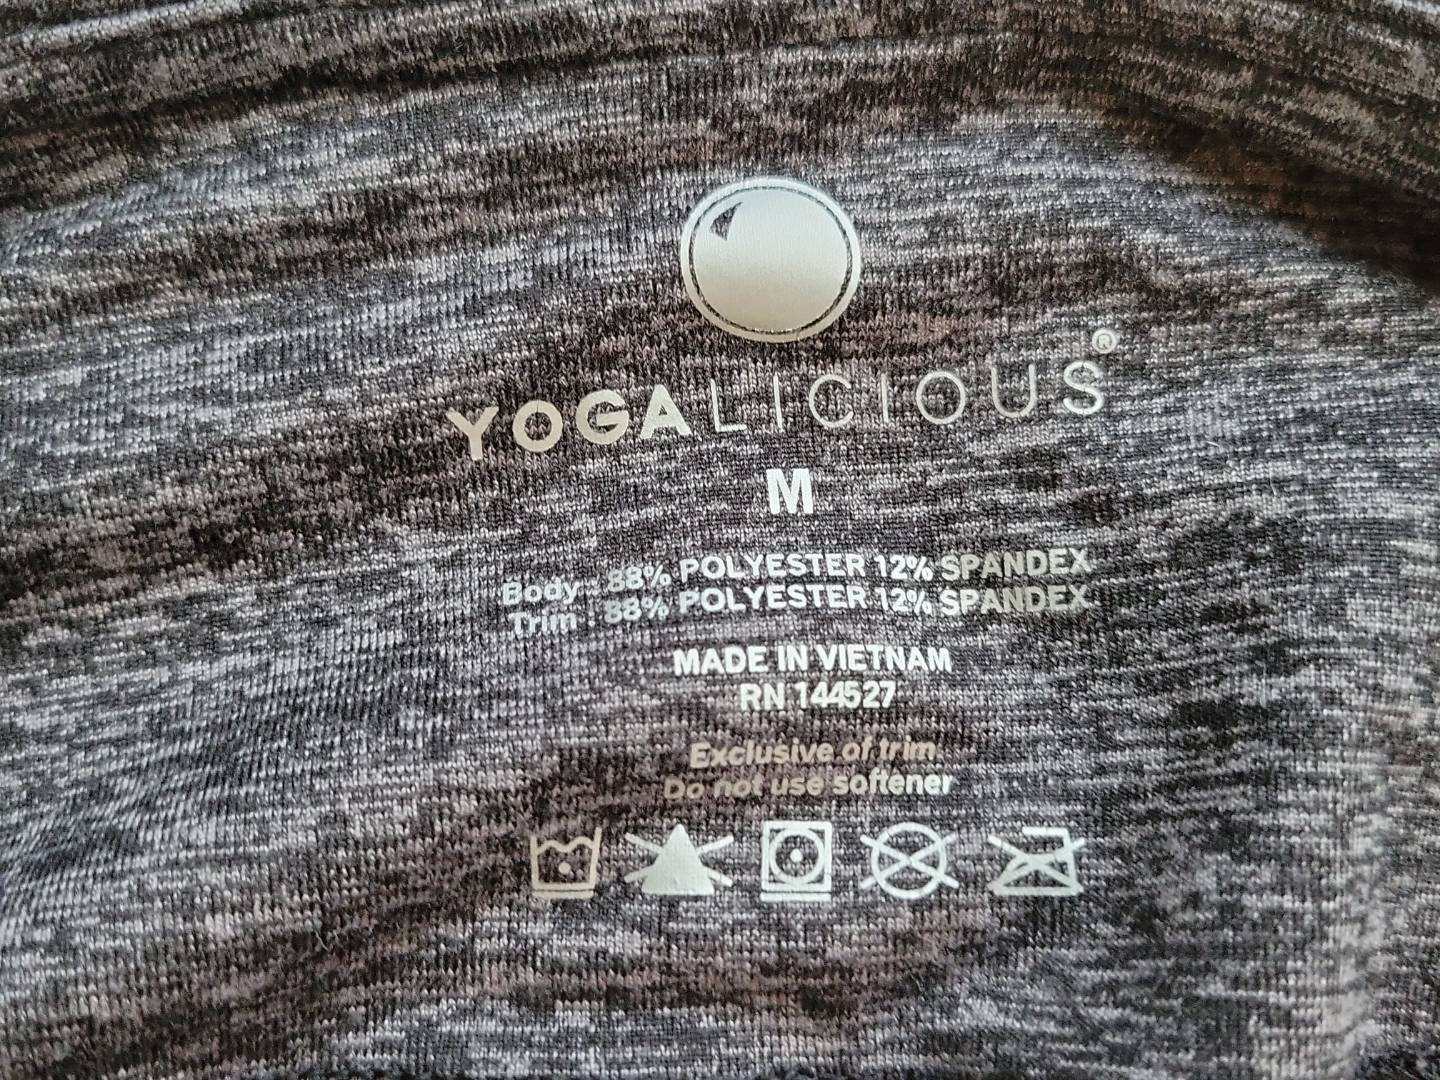 YOGALICIOUS®
M
Body : 88% POLYESTER 12% SPANDEX
Trim : 88% POLYESTER 12% SPANDEX
MADE IN VIETNAM
RN 144527
Exclusive of trim
Do not use softener